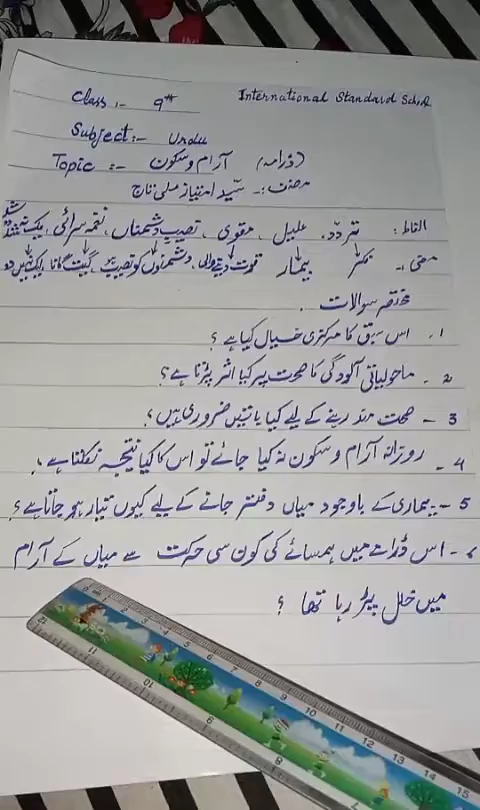 International Standard School
Class :- 9th
Subject :- Urdu
Topic :- آرام و سکون (ڈرامہ)
مصنف :- سید امتیاز علی تاج
الفاظ : تردد، علیل، مقوی، نصیب دشمناں، نغمہ سرائی،
معنی :- فکر بیمار قوت دینے والی، دشمنوں کو نصیب ہو، گیت گانا،
مختصر سوالات .
1. اس سبق کا مرکزی خیال کیا ہے ؟
2. ماحولیاتی آلودگی کا صحت پر کیا اثر پڑتا ہے ؟
3 - صحت مند رہنے کے لیے کیا باتیں ضروری ہیں ؟
4 - روزانہ آرام و سکون نہ کیا جائے تو اس کا کیا نتیجہ نکلتا ہے ؟
5 - بیماری کے باوجود میاں دفتر جانے کے لیے کیوں تیار ہو جاتا ہے ؟
6 - اس ڈرامے میں ہمسائے کی کون سی حرکت سے میاں کے آرام
میں خلل پڑ رہا تھا ؟